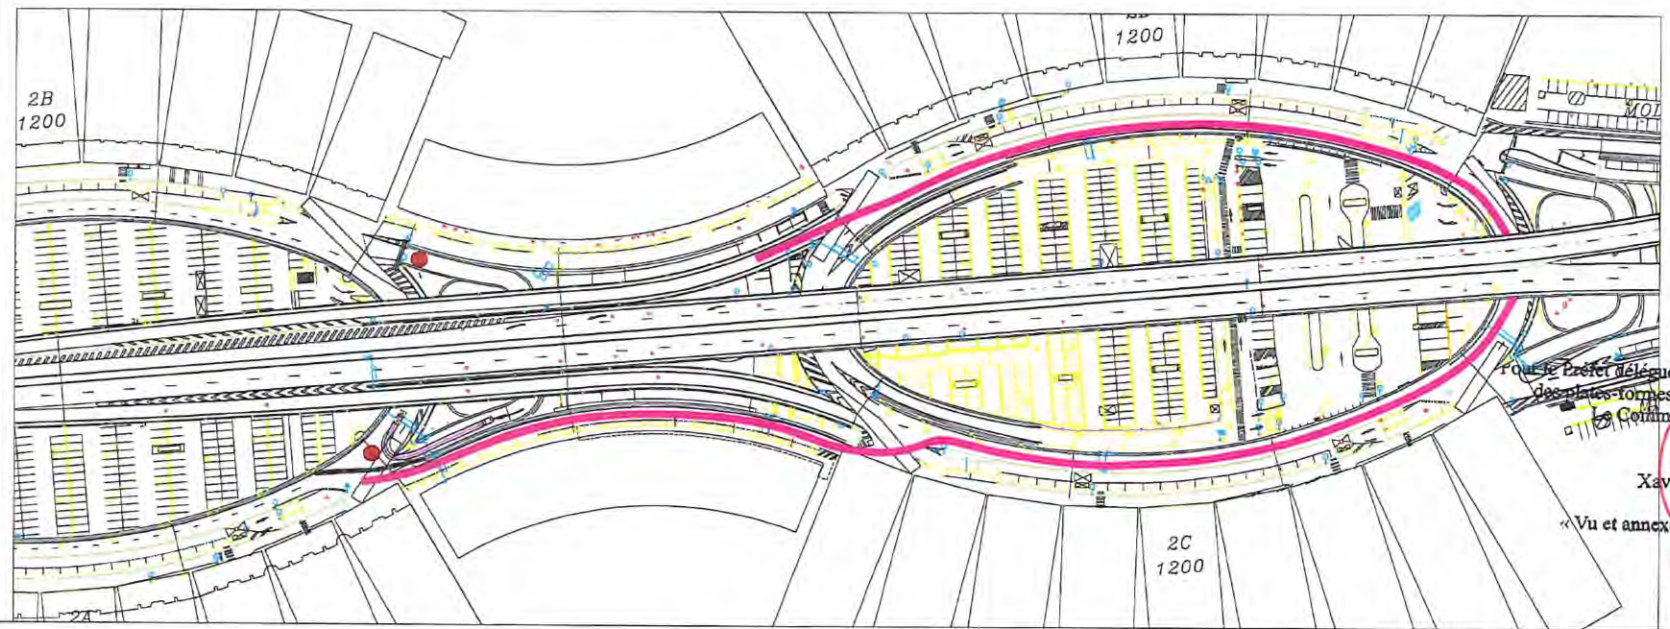 2D
1200
2B
1200
Pour le Préfet délégué
des plates-formes
Le Comm
Xav
« Vu et annex
2C
1200
2A